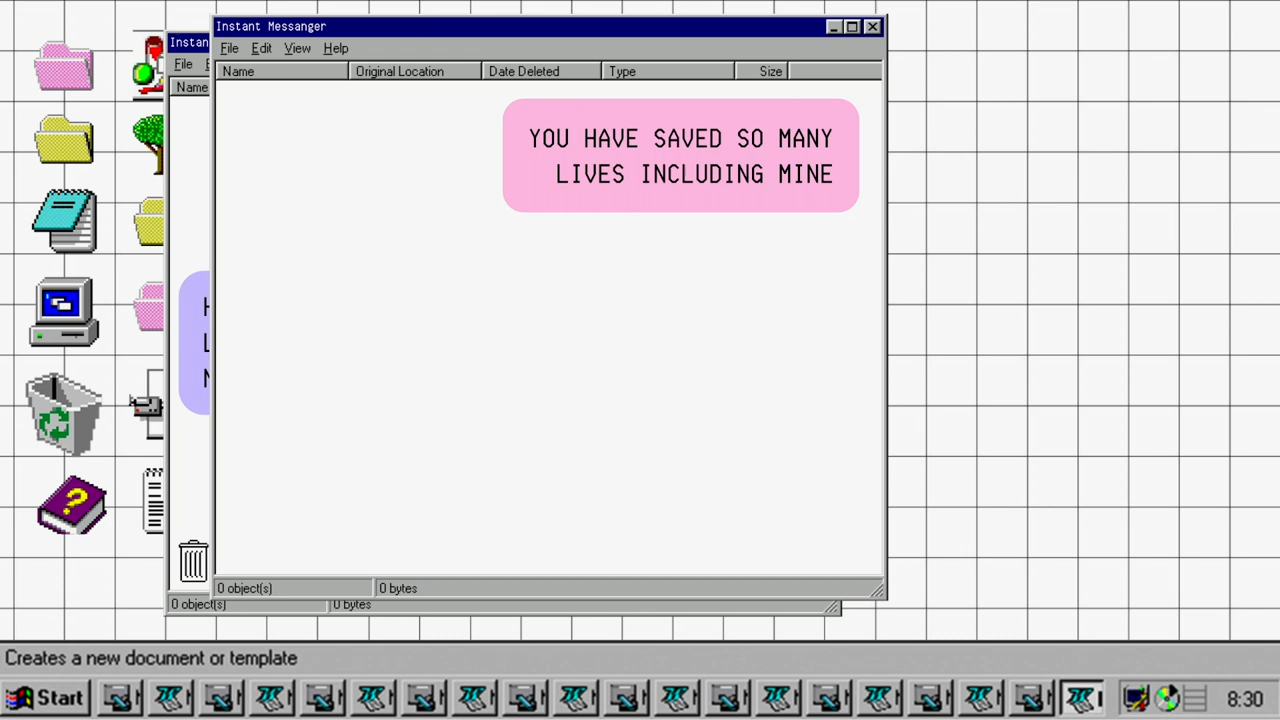 Instant Messanger
File Edit View Help
Name Original Location Date Deleted Type Size
YOU HAVE SAVED SO MANY
LIVES INCLUDING MINE
0 object(s) 0 bytes
Instan
File
Name
H
L
N
0 object(s) 0 bytes
Creates a new document or template
Start
8:30